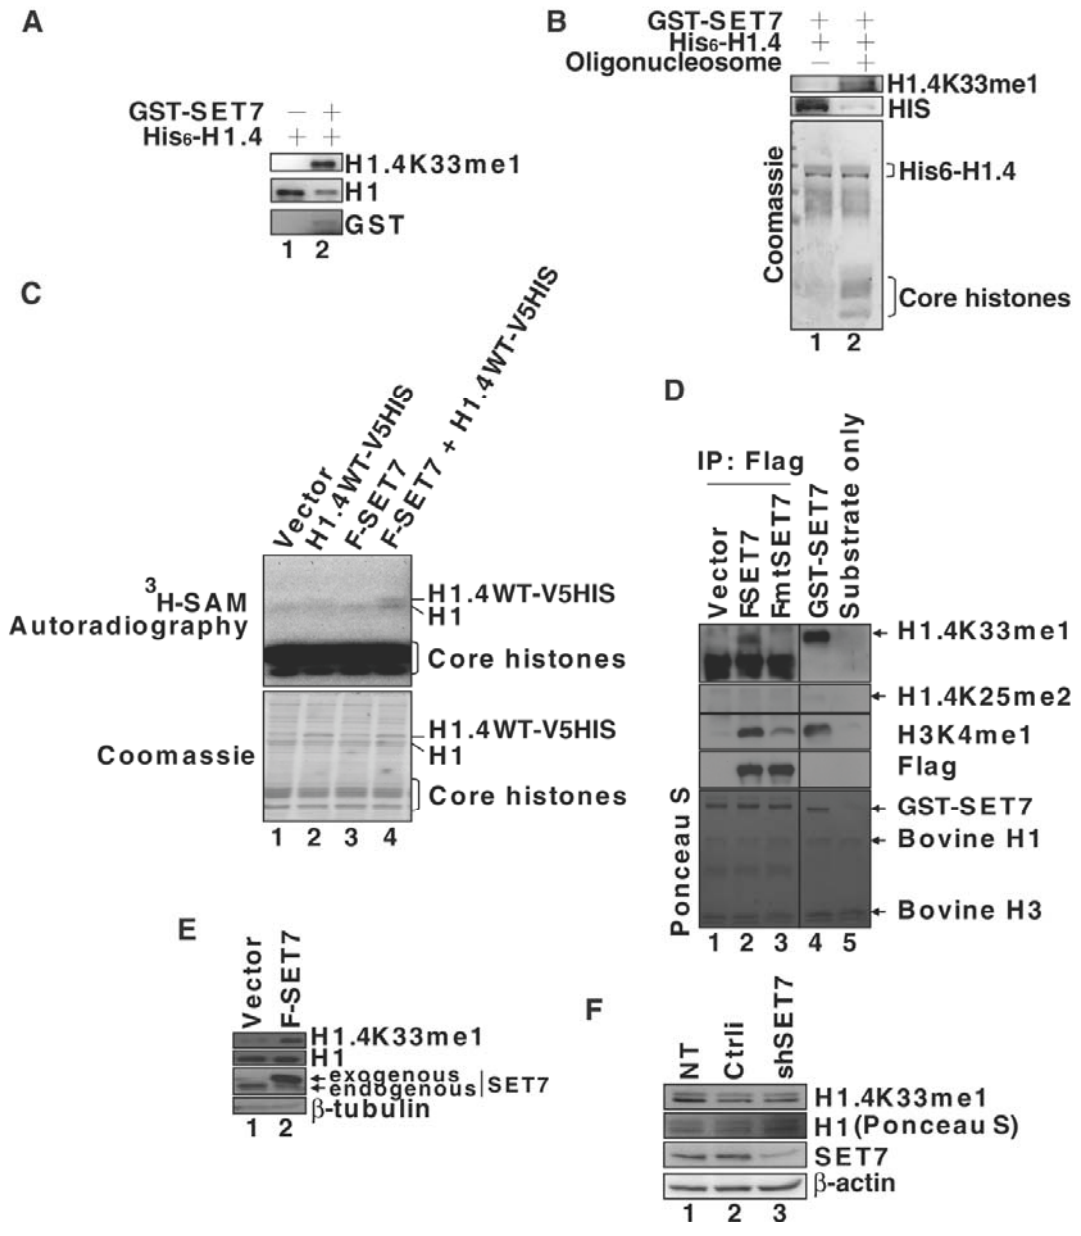 A
GST-SET7 − +
His6-H1.4 + +
H1.4K33me1
H1
GST
1 2
B
GST-SET7 + +
His6-H1.4 + +
Oligonucleosome − +
H1.4K33me1
HIS
Coomassie
His6-H1.4
Core histones
1 2
C
Vector
H1.4WT-V5HIS
F-SET7
F-SET7 + H1.4WT-V5HIS
3H-SAM
Autoradiography
H1.4WT-V5HIS
H1
Core histones
Coomassie
H1.4WT-V5HIS
H1
Core histones
1 2 3 4
D
IP: Flag
Vector
F-SET7
FmtSET7
GST-SET7
Substrate only
H1.4K33me1
H1.4K25me2
H3K4me1
Flag
Ponceau S
GST-SET7
Bovine H1
Bovine H3
1 2 3 4 5
E
Vector
F-SET7
H1.4K33me1
H1
exogenous
endogenous
SET7
β-tubulin
1 2
F
NT
Ctrli
shSET7
H1.4K33me1
H1 (Ponceau S)
SET7
β-actin
1 2 3